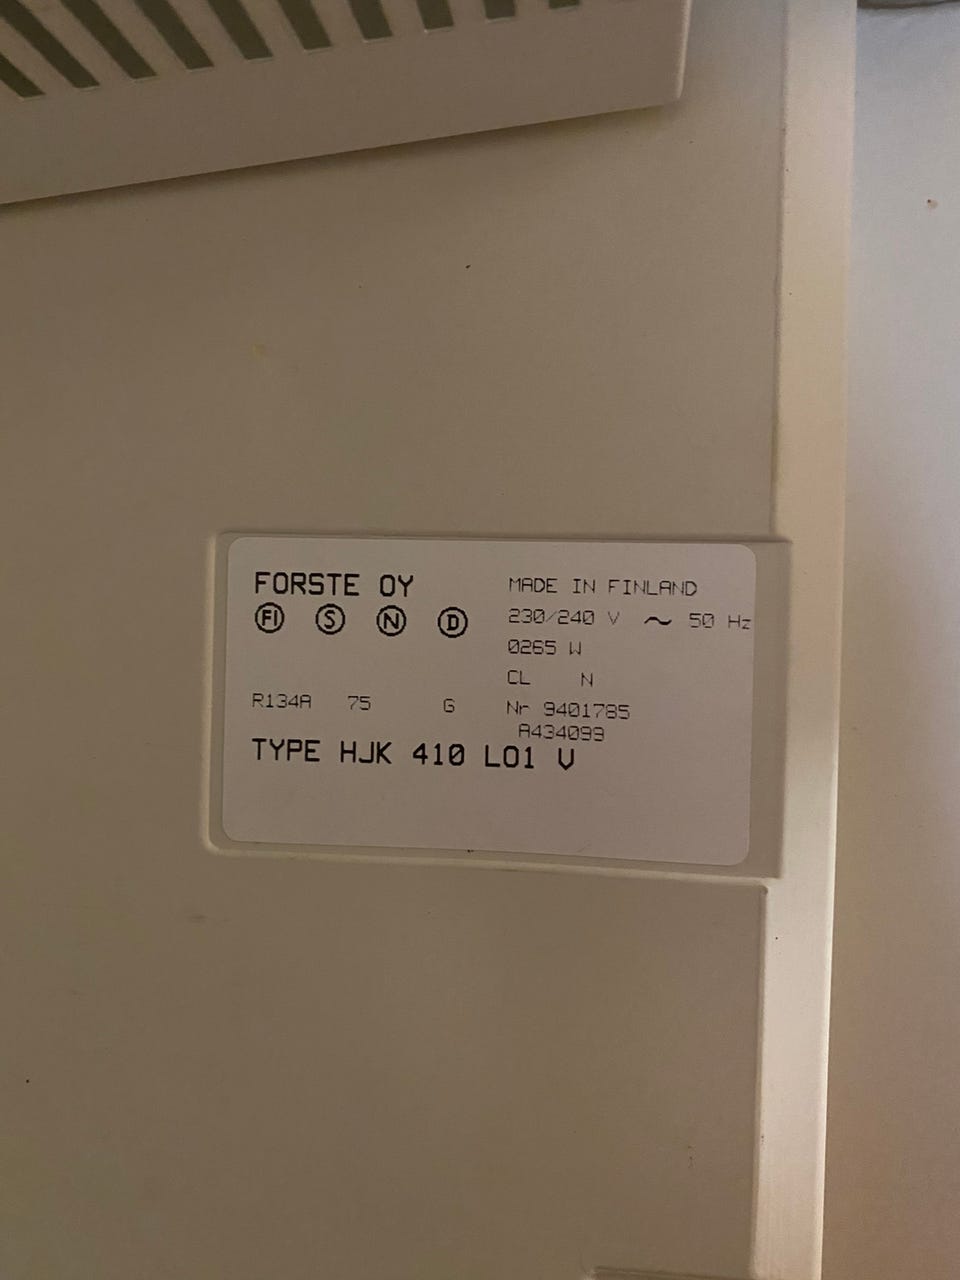 FORSTE OY
FI S N D
MADE IN FINLAND
230/240 V ~ 50 Hz
0265 W
CL N
R134A 75 G
Nr 9401785
A434099
TYPE HJK 410 LO1 V